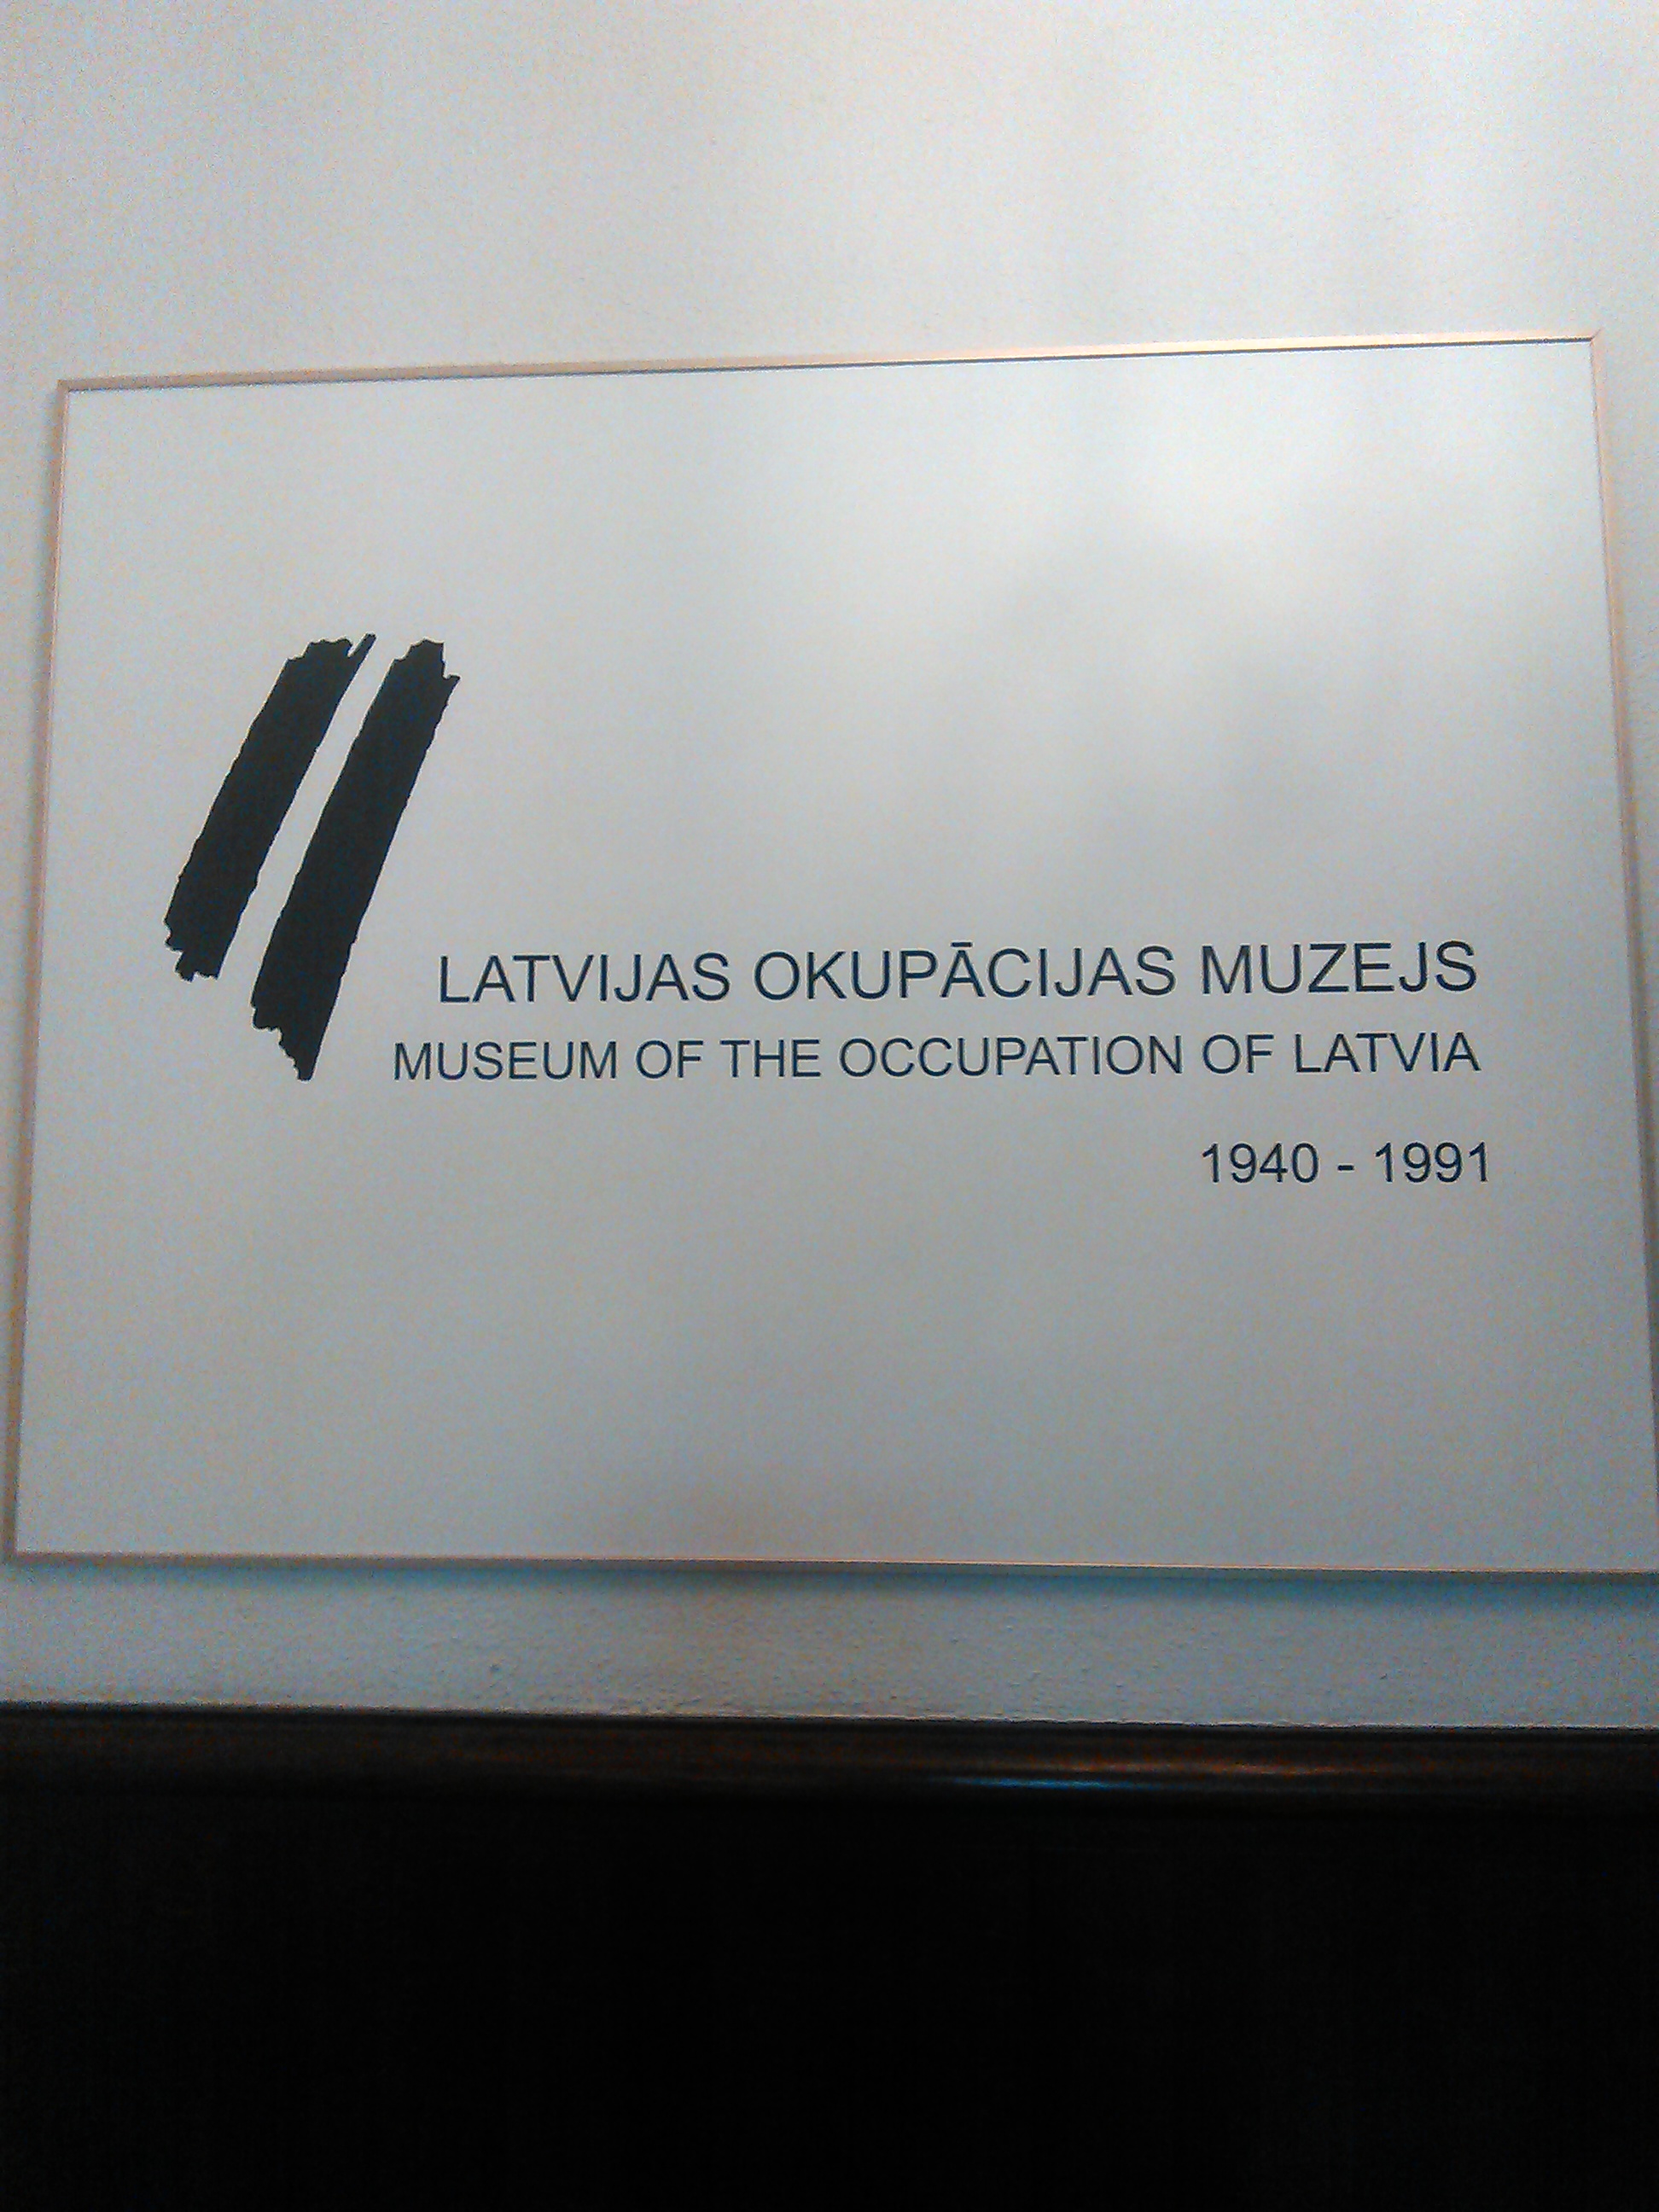 LATVIJAS OKUPĀCIJAS MUZEJS
MUSEUM OF THE OCCUPATION OF LATVIA
1940 - 1991